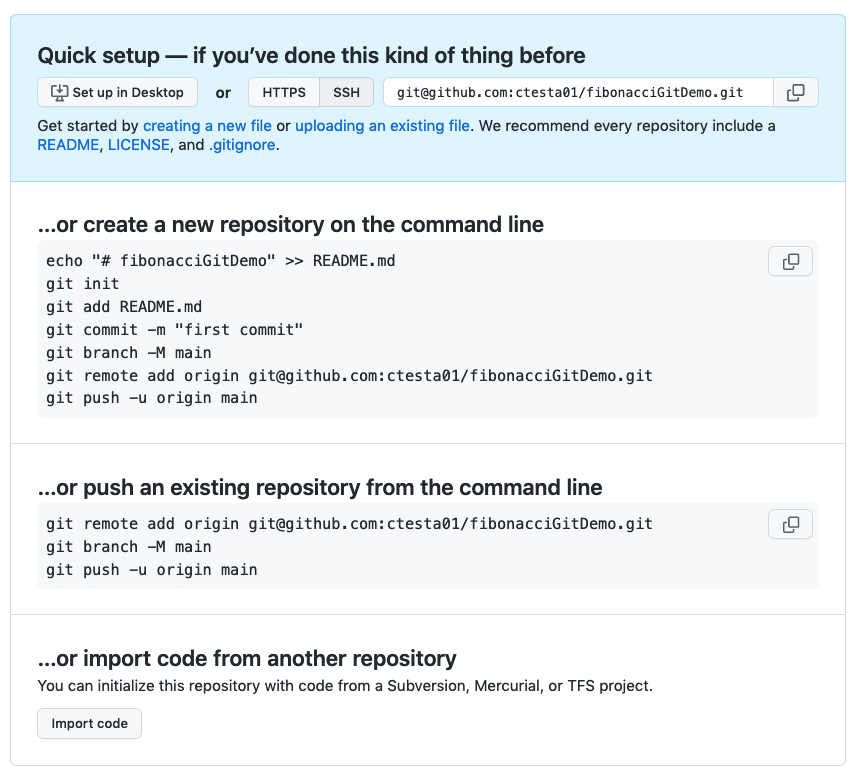 Quick setup — if you’ve done this kind of thing before
Set up in Desktop or HTTPS SSH git@github.com:ctesta01/fibonacciGitDemo.git
Get started by creating a new file or uploading an existing file. We recommend every repository include a
README, LICENSE, and .gitignore.
…or create a new repository on the command line
echo "# fibonacciGitDemo" >> README.md
git init
git add README.md
git commit -m "first commit"
git branch -M main
git remote add origin git@github.com:ctesta01/fibonacciGitDemo.git
git push -u origin main
…or push an existing repository from the command line
git remote add origin git@github.com:ctesta01/fibonacciGitDemo.git
git branch -M main
git push -u origin main
…or import code from another repository
You can initialize this repository with code from a Subversion, Mercurial, or TFS project.
Import code